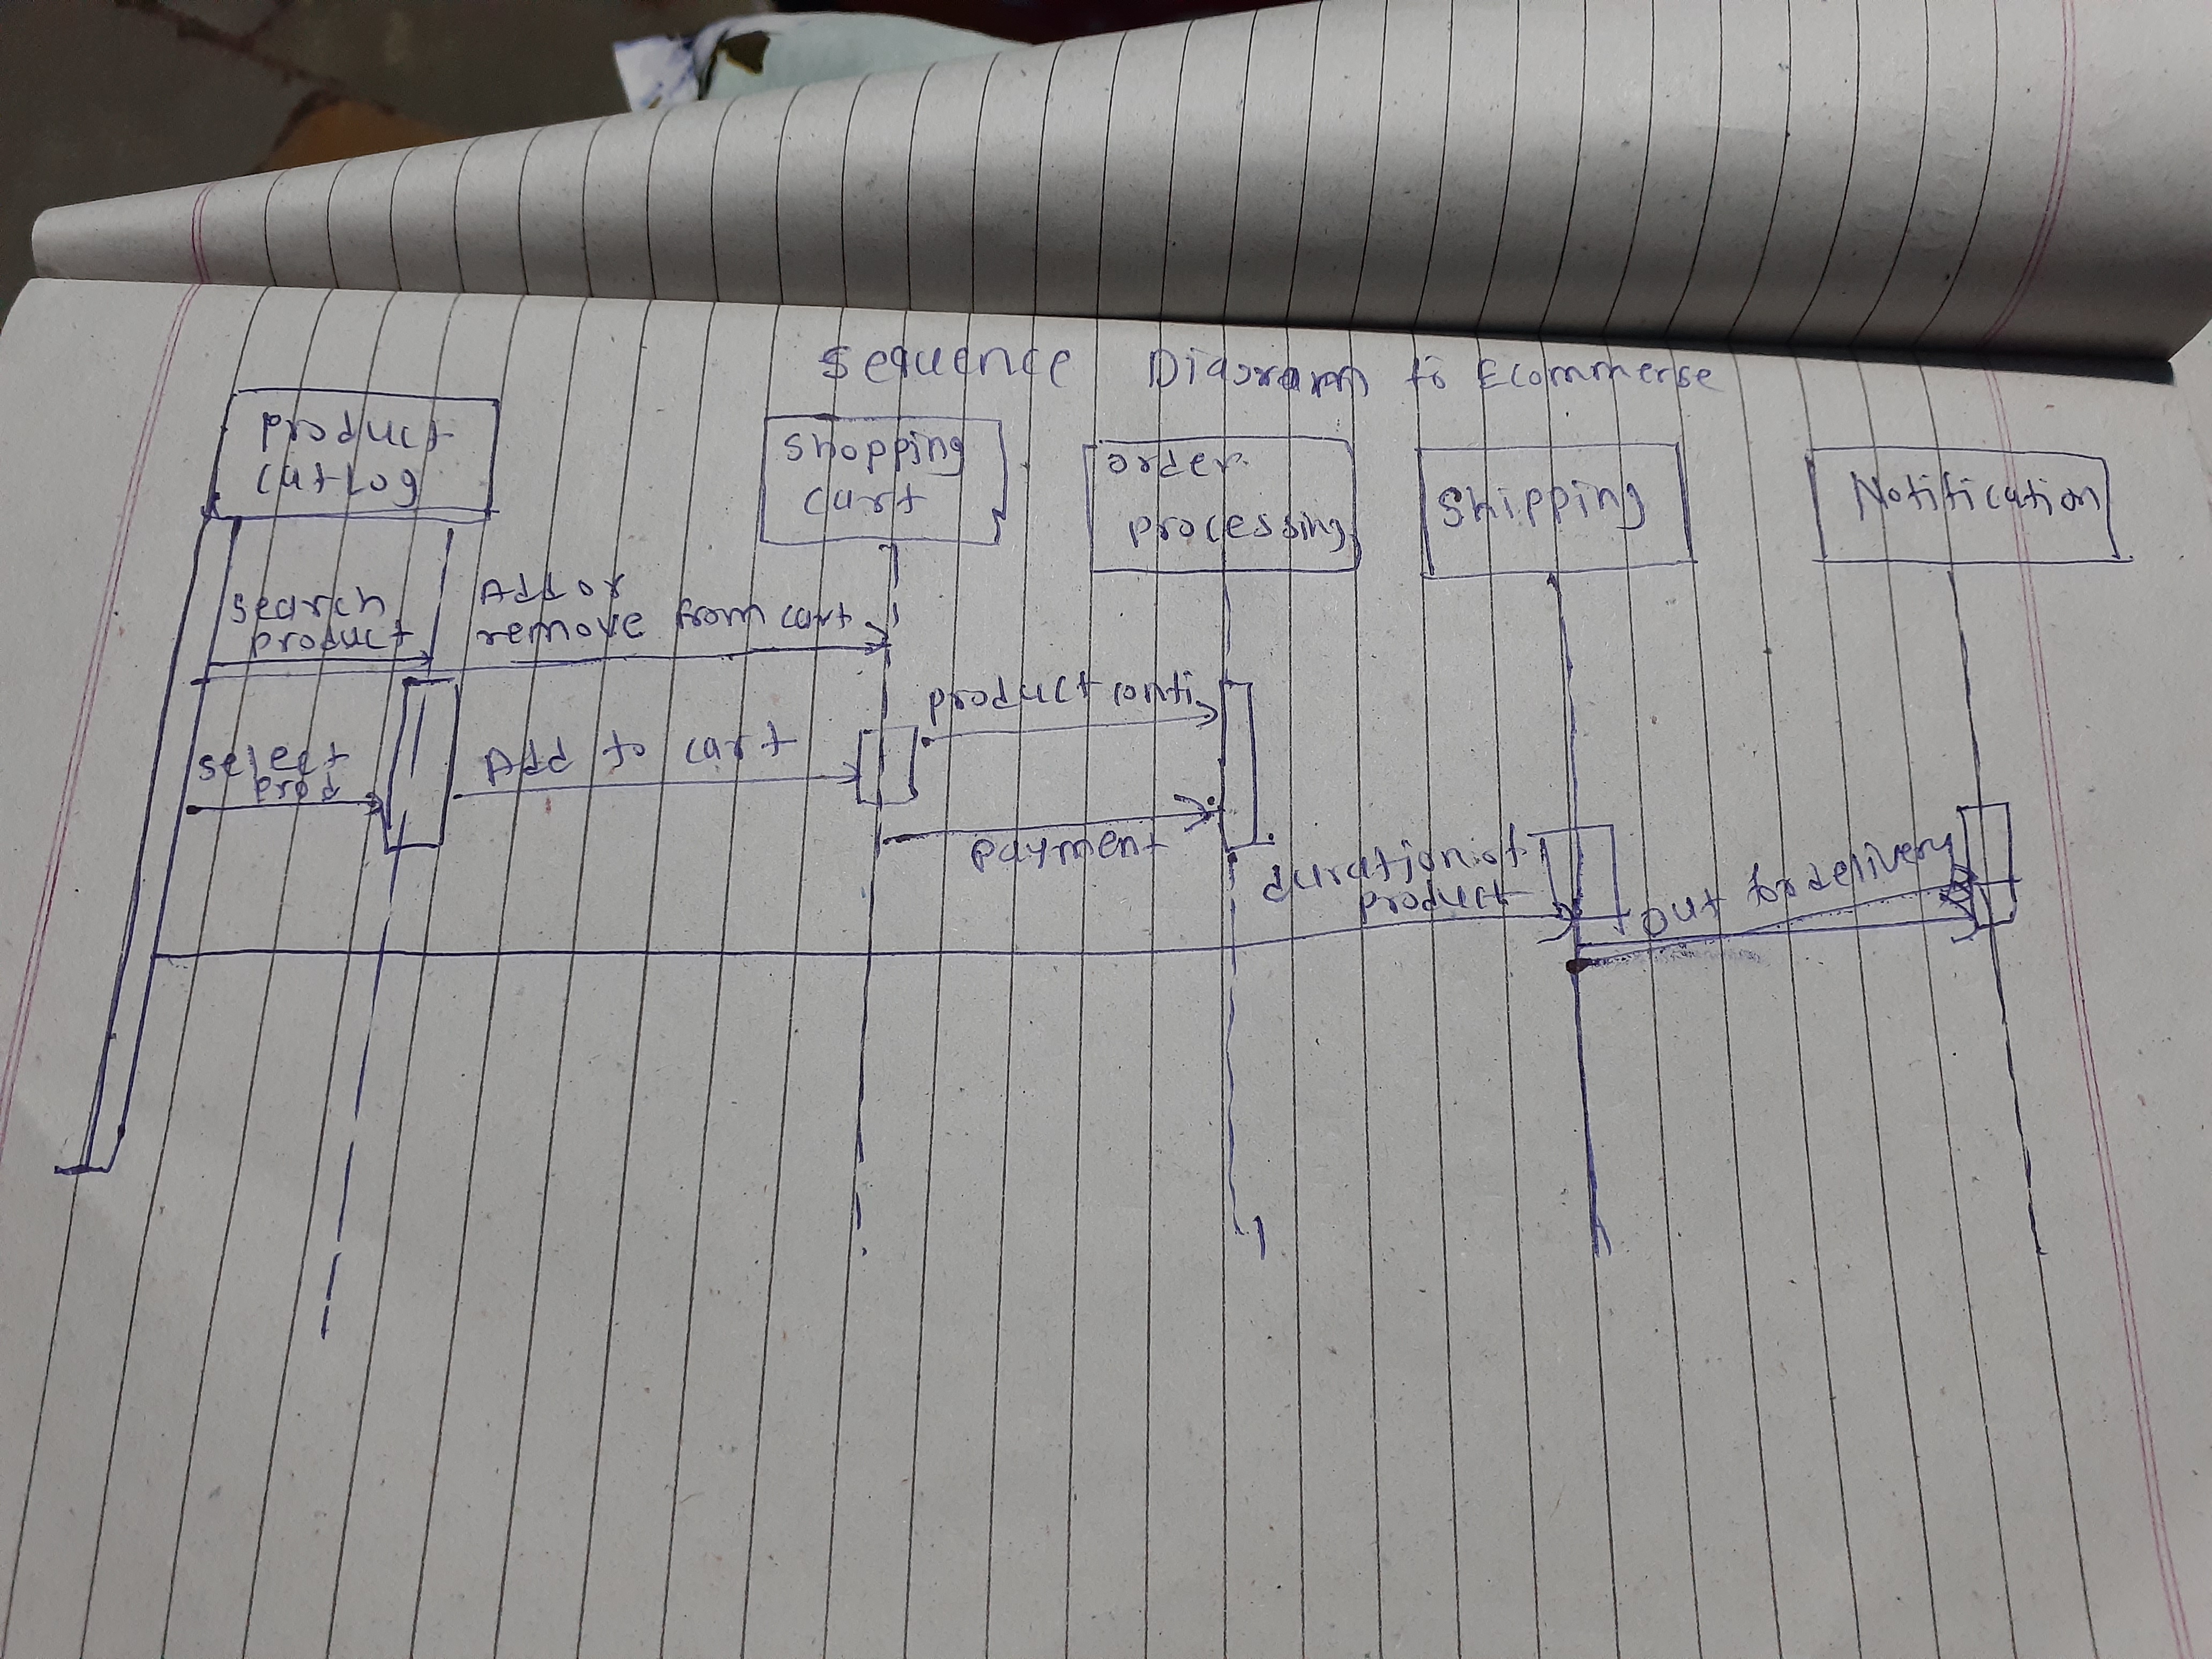 Sequence Diagram to Ecommerse
product
catlog
shopping
cart
order
processing
shipping
Notification
search
product
Add or
remove from cart
product confi
select
prod
Add to cart
payment
duration of
product
out for delivery